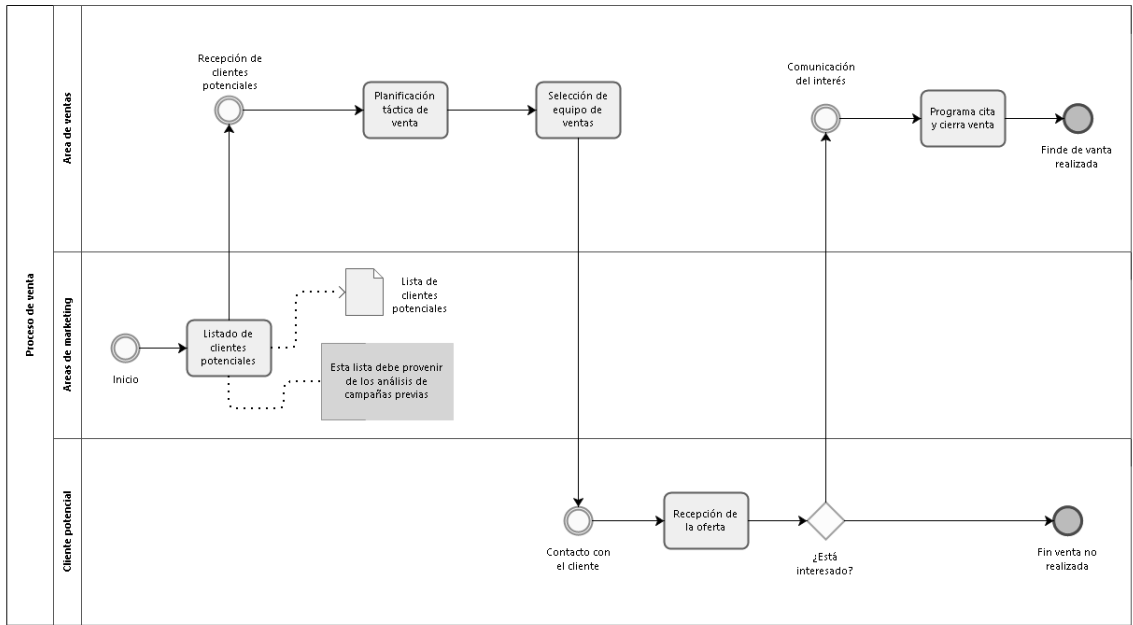 Proceso de venta
Area de ventas
Recepción de
clientes
potenciales
Planificación
táctica de
venta
Selección de
equipo de
ventas
Comunicación
del interés
Programa cita
y cierra venta
Finde de vanta
realizada
Areas de marketing
Inicio
Listado de
clientes
potenciales
Lista de
clientes
potenciales
Esta lista debe provenir
de los análisis de
campañas previas
Cliente potencial
Contacto con
el cliente
Recepción de
la oferta
¿Está
interesado?
Fin venta no
realizada